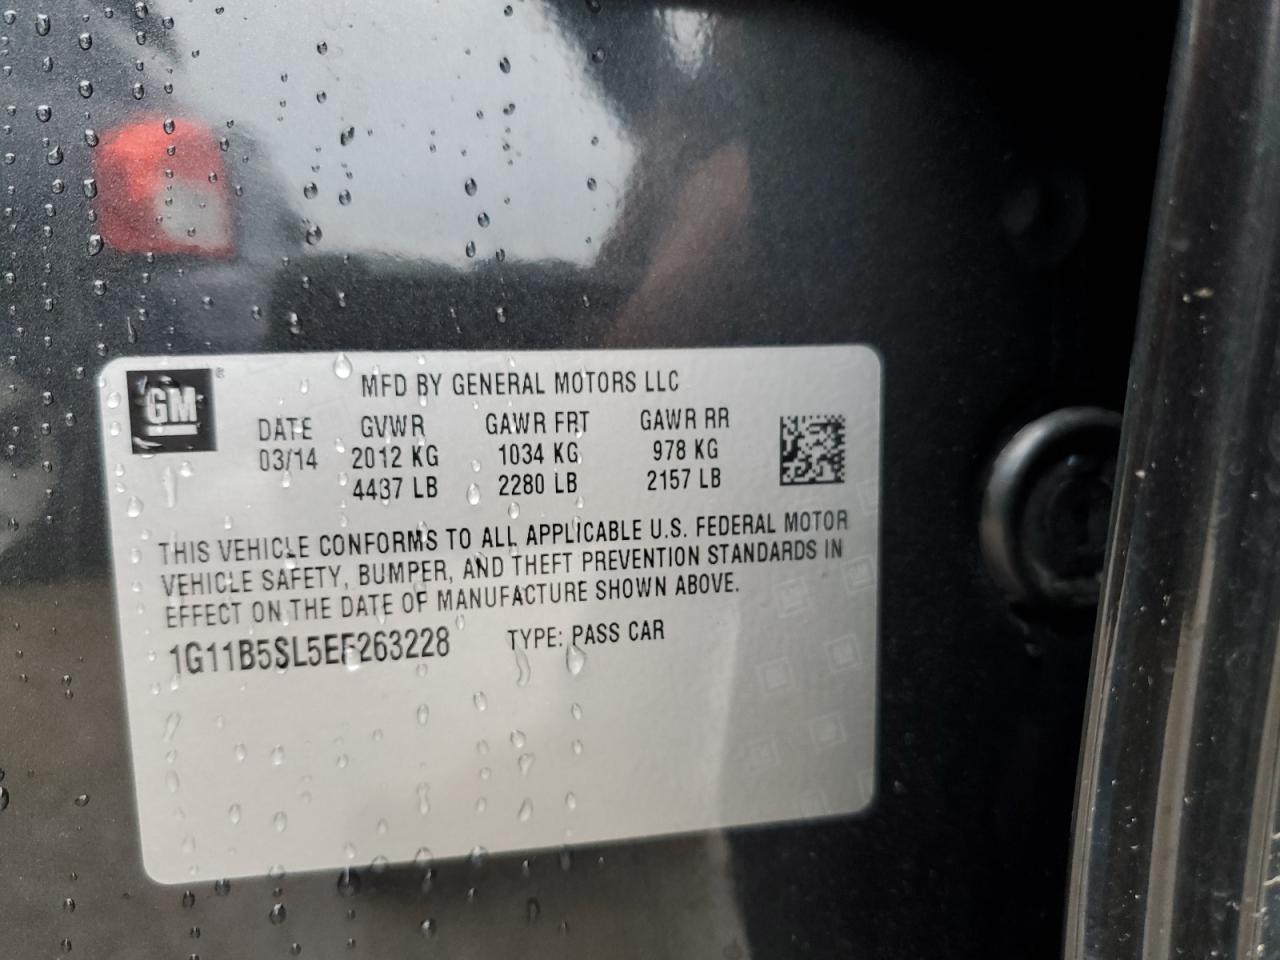 GM
MFD BY GENERAL MOTORS LLC
DATE GVWR GAWR FRT GAWR RR
03/14 2012 KG 1034 KG 978 KG
4437 LB 2280 LB 2157 LB
THIS VEHICLE CONFORMS TO ALL APPLICABLE U.S. FEDERAL MOTOR
VEHICLE SAFETY, BUMPER, AND THEFT PREVENTION STANDARDS IN
EFFECT ON THE DATE OF MANUFACTURE SHOWN ABOVE.
1G11B5SL5EF263228 TYPE: PASS CAR